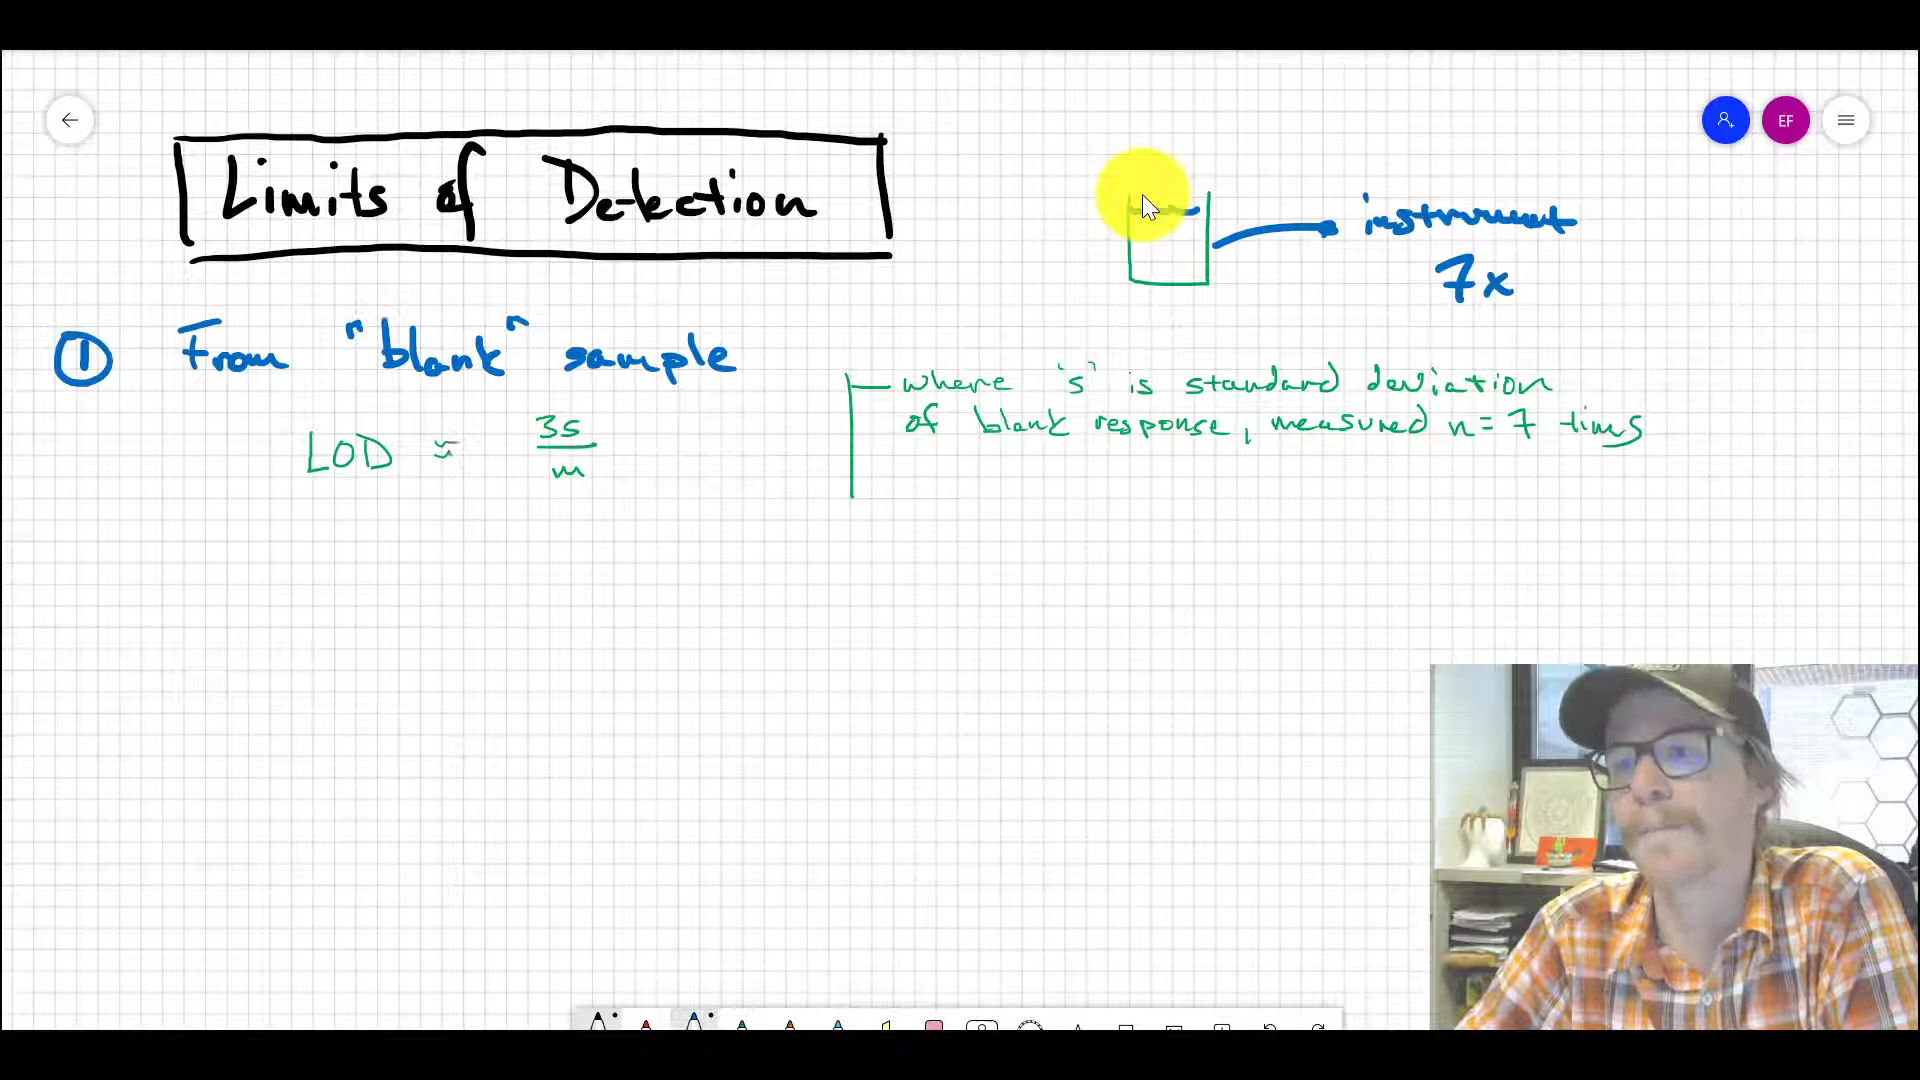 Limits of Detection
EF
instrument
7x
① From "blank" sample
where 's' is standard deviation
of blank response, measured n = 7 times
LOD ≈ 3s
m